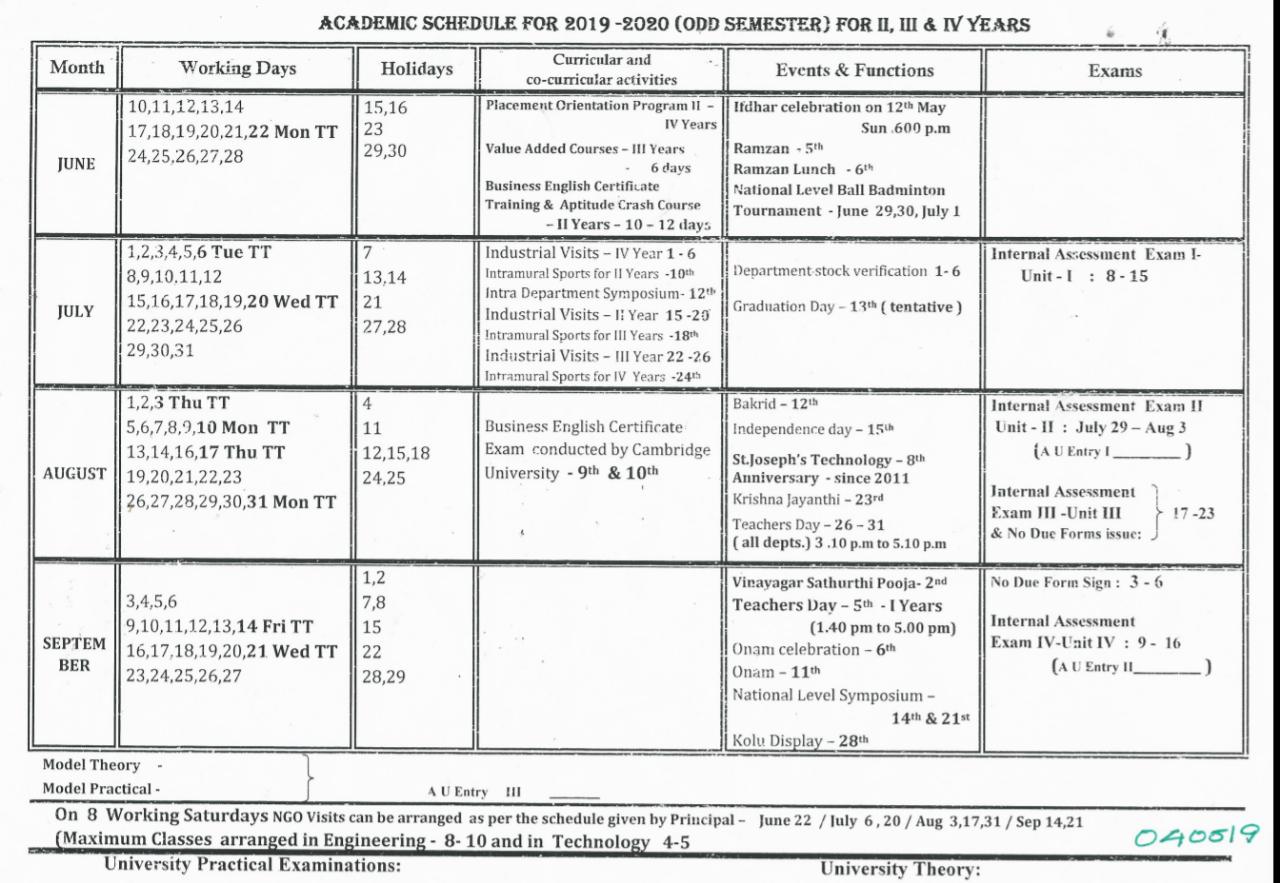 ACADEMIC SCHEDULE FOR 2019 -2020 (ODD SEMESTER) FOR II, III & IV YEARS
Month
Working Days
Holidays
Curricular and
co-curricular activities
Events & Functions
Exams
JUNE
10,11,12,13,14
17,18,19,20,21,22 Mon TT
24,25,26,27,28
15,16
23
29,30
Placement Orientation Program II –
IV Years
Value Added Courses – III Years
- 6 days
Business English Certificate
Training & Aptitude Crash Course
– II Years – 10 – 12 days
Ifdhar celebration on 12th May
Sun .600 p.m
Ramzan - 5th
Ramzan Lunch - 6th
National Level Ball Badminton
Tournament - June 29,30, July 1
JULY
1,2,3,4,5,6 Tue TT
8,9,10,11,12
15,16,17,18,19,20 Wed TT
22,23,24,25,26
29,30,31
7
13,14
21
27,28
Industrial Visits – IV Year 1 - 6
Intramural Sports for II Years -10th
Intra Department Symposium- 12th
Industrial Visits – II Year 15 -20
Intramural Sports for III Years -18th
Industrial Visits – III Year 22 -26
Intramural Sports for IV Years -24th
Department stock verification 1- 6
Graduation Day – 13th ( tentative )
Internal Assessment Exam I-
Unit - I : 8 - 15
AUGUST
1,2,3 Thu TT
5,6,7,8,9,10 Mon TT
13,14,16,17 Thu TT
19,20,21,22,23
26,27,28,29,30,31 Mon TT
4
11
12,15,18
24,25
Business English Certificate
Exam conducted by Cambridge
University - 9th & 10th
Bakrid – 12th
Independence day – 15th
St.Joseph's Technology – 8th
Anniversary - since 2011
Krishna Jayanthi – 23rd
Teachers Day – 26 – 31
( all depts.) 3 .10 p.m to 5.10 p.m
Internal Assessment Exam II
Unit - II : July 29 – Aug 3
(A U Entry I ________ )
Internal Assessment
Exam III -Unit III
& No Due Forms issue:
17 -23
SEPTEM
BER
3,4,5,6
9,10,11,12,13,14 Fri TT
16,17,18,19,20,21 Wed TT
23,24,25,26,27
1,2
7,8
15
22
28,29
Vinayagar Sathurthi Pooja- 2nd
Teachers Day – 5th - I Years
(1.40 pm to 5.00 pm)
Onam celebration – 6th
Onam – 11th
National Level Symposium –
14th & 21st
Kolu Display – 28th
No Due Form Sign : 3 - 6
Internal Assessment
Exam IV-Unit IV : 9 - 16
(A U Entry II________ )
Model Theory -
Model Practical -
A U Entry III ______
On 8 Working Saturdays NGO Visits can be arranged as per the schedule given by Principal – June 22 / July 6 , 20 / Aug 3,17,31 / Sep 14,21
(Maximum Classes arranged in Engineering - 8- 10 and in Technology 4-5
040519
University Practical Examinations:
University Theory: